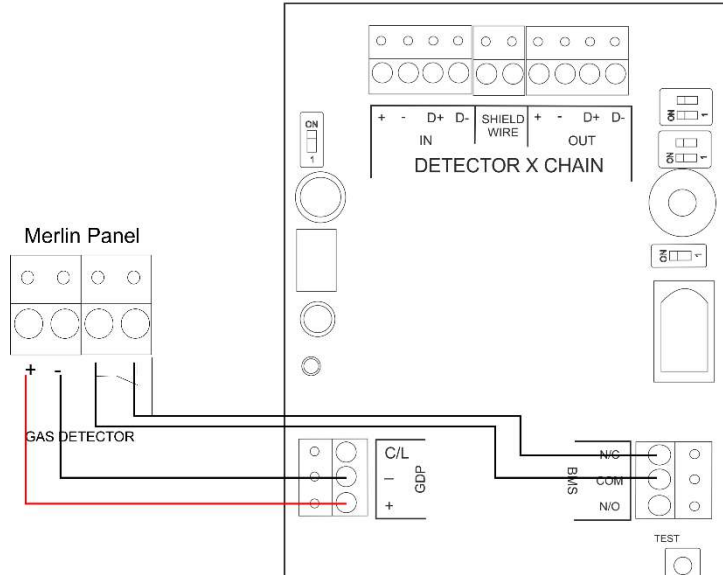 + - D+ D- SHIELD WIRE + - D+ D-
IN OUT
DETECTOR X CHAIN
ON
1
ON 1
ON 1
ON 1
Merlin Panel
+ -
GAS DETECTOR
C/L
–
+
GDP
BMS
N/C
COM
N/O
TEST